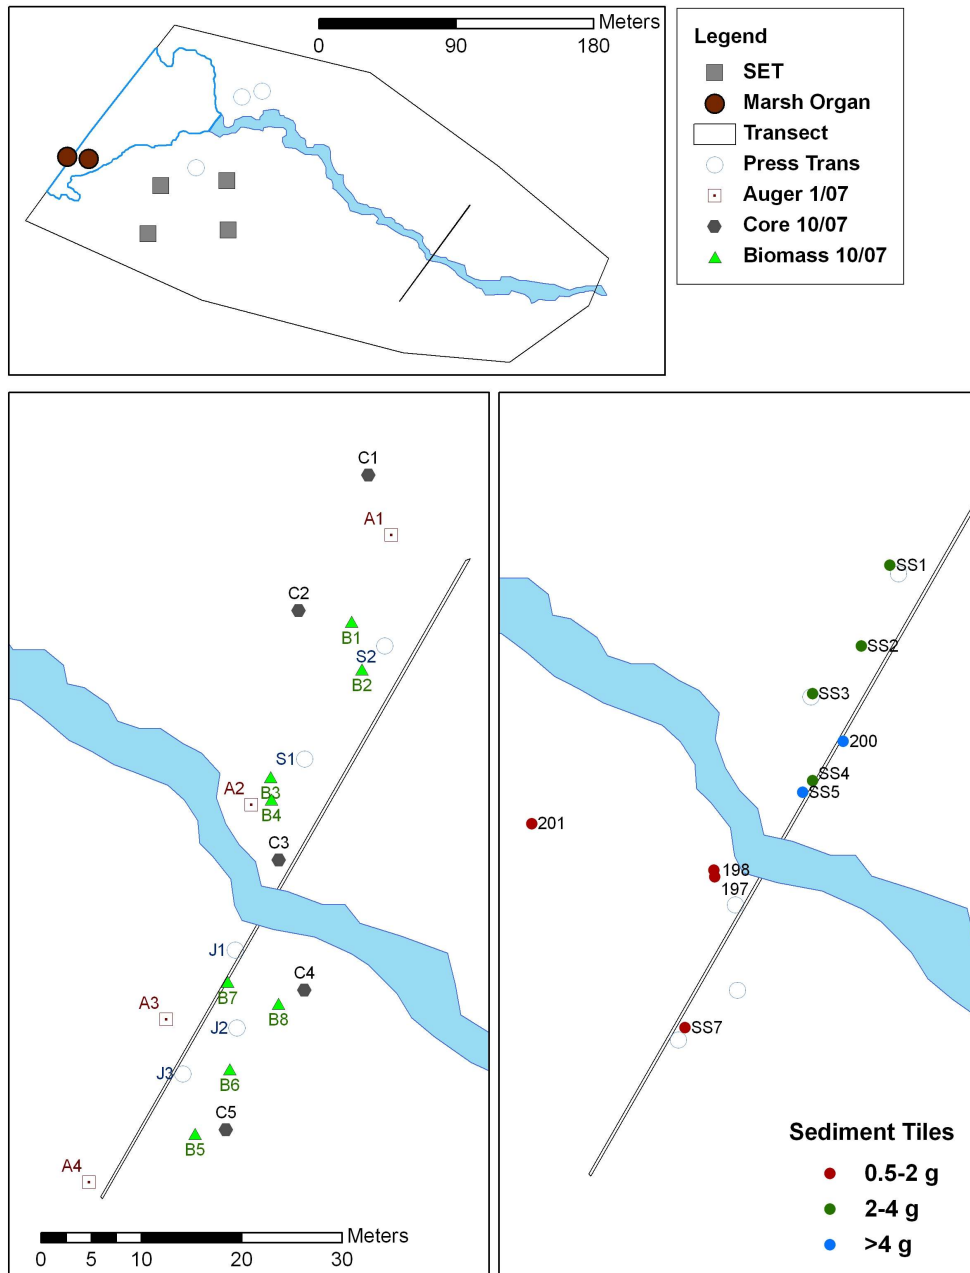 Meters
0 90 180
Legend
SET
Marsh Organ
Transect
Press Trans
Auger 1/07
Core 10/07
Biomass 10/07
C1
A1
C2
B1
S2
B2
S1
A2
B3
B4
C3
J1
C4
B7
A3
B8
J2
J3
B6
C5
B5
A4
Meters
0 5 10 20 30
SS1
SS2
SS3
200
SS4
SS5
201
198
197
SS7
Sediment Tiles
0.5-2 g
2-4 g
>4 g